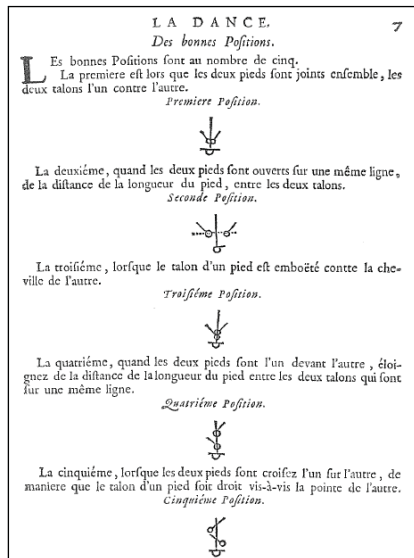 LA DANCE. 7
Des bonnes Poſitions.
LEs bonnes Poſitions ſont au nombre de cinq.
La premiere eſt lors que les deux pieds ſont joints enſemble, les
deux talons l'un contre l'autre.
Premiere Poſition.
La deuxiéme, quand les deux pieds ſont ouverts ſur une même ligne,
de la diſtance de la longueur du pied, entre les deux talons.
Seconde Poſition.
La troiſiéme, lorſque le talon d'un pied eſt emboëté contre la che-
ville de l'autre.
Troiſiéme Poſition.
La quatriéme, quand les deux pieds ſont l'un devant l'autre, éloi-
gnez de la diſtance de la longueur du pied entre les deux talons qui ſont
ſur une même ligne.
Quatriéme Poſition.
La cinquiéme, lorſque les deux pieds ſont croiſez l'un ſur l'autre, de
maniere que le talon d'un pied ſoit droit vis-à-vis la pointe de l'autre.
Cinquiéme Poſition.